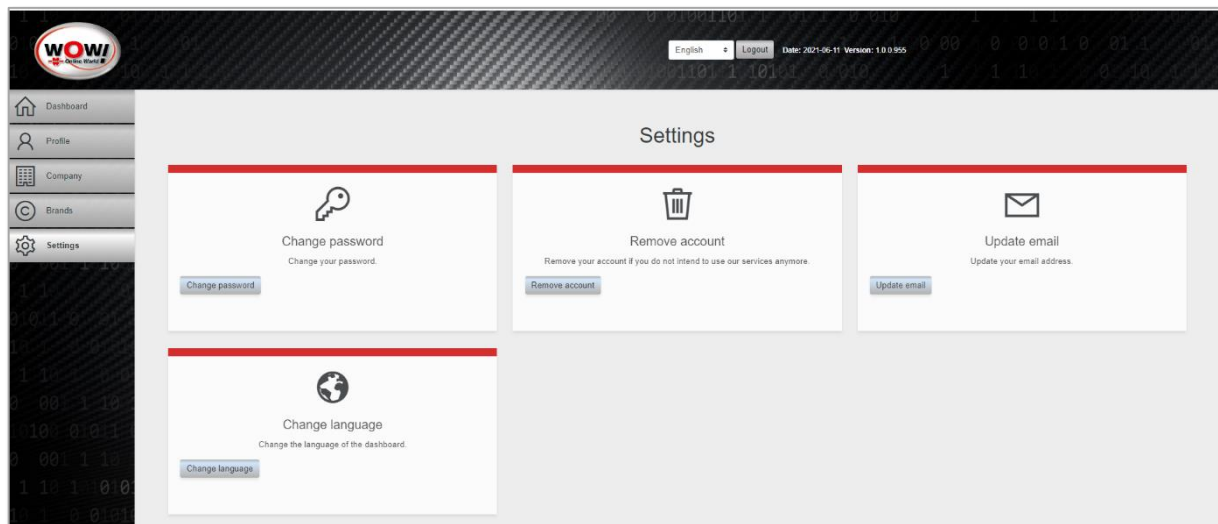 WOW!
Online World
English Logout Date: 2021-06-11 Version: 1.0.0.955
Dashboard
Profile
Company
Brands
Settings
Settings
Change password
Change your password.
Change password
Remove account
Remove your account if you do not intend to use our services anymore.
Remove account
Update email
Update your email address.
Update email
Change language
Change the language of the dashboard.
Change language